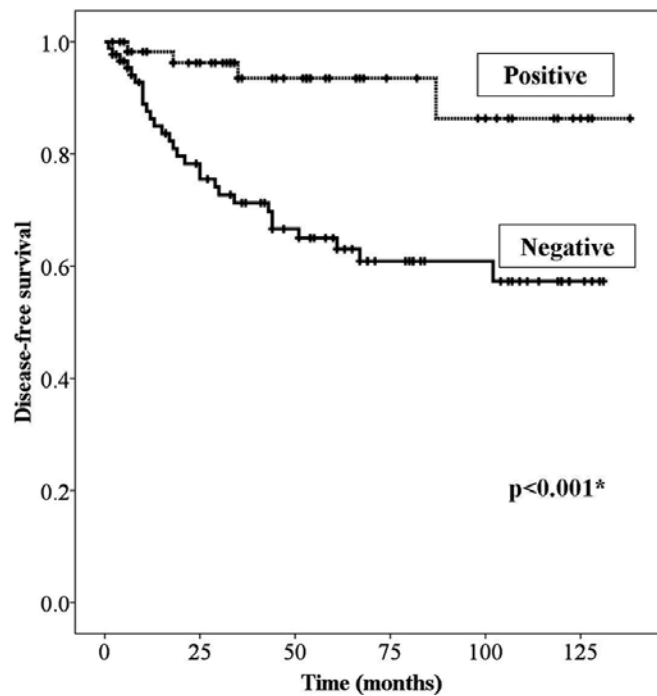 Disease-free survival
1.0
0.8
0.6
0.4
0.2
0.0
Positive
Negative
p<0.001*
0 25 50 75 100 125
Time (months)